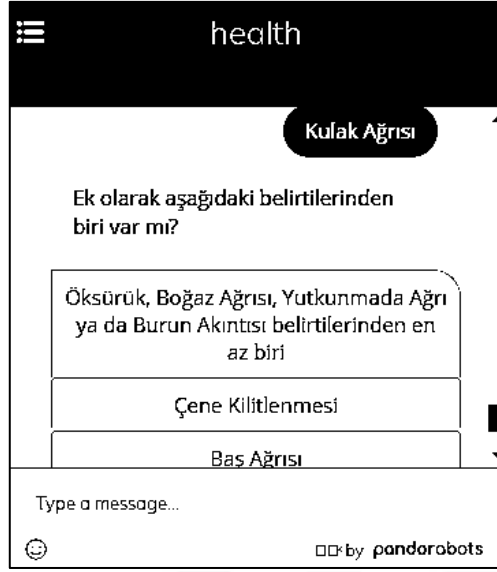 health
Kulak Ağrısı
Ek olarak aşağıdaki belirtilerinden
biri var mı?
Öksürük, Boğaz Ağrısı, Yutkunmada Ağrı
ya da Burun Akıntısı belirtilerinden en
az biri
Çene Kilitlenmesi
Baş Ağrısı
Type a message...
by pandorabots